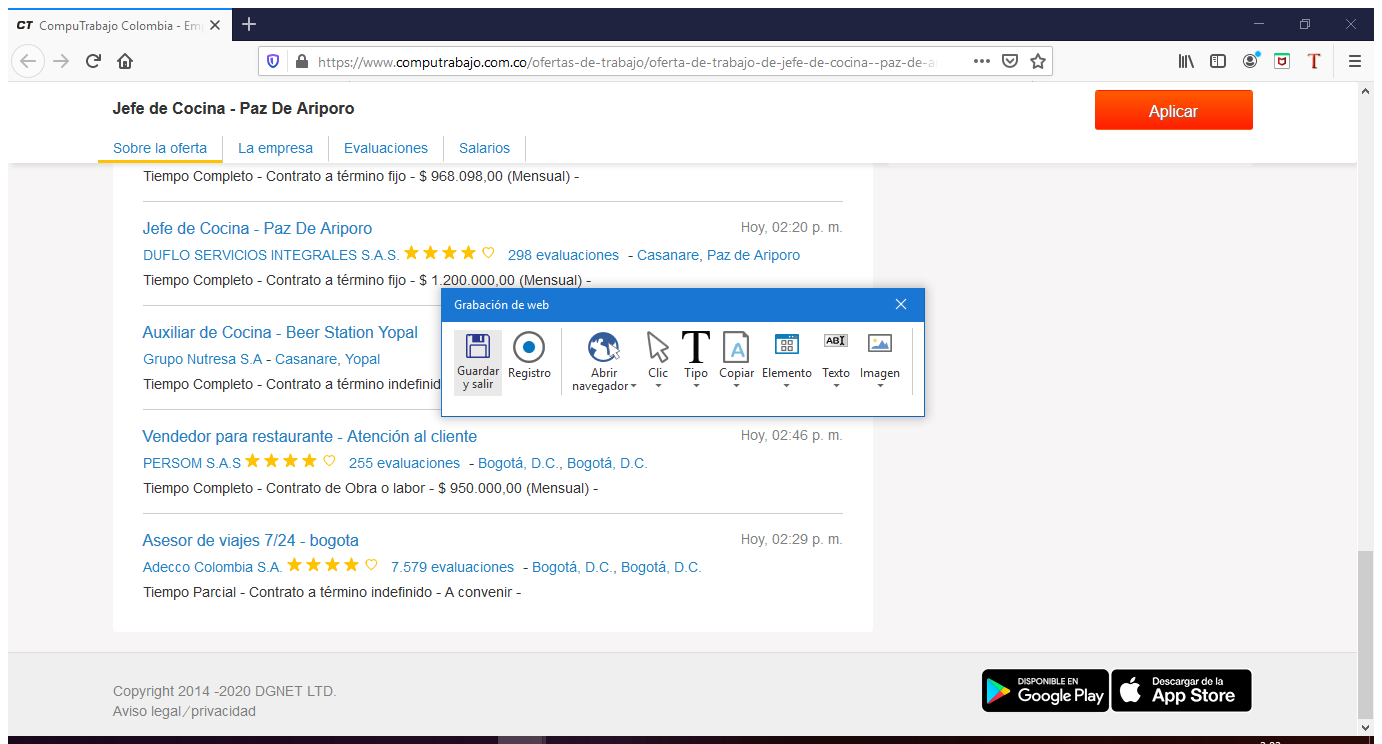 CT CompuTrabajo Colombia - Em
https://www.computrabajo.com.co/ofertas-de-trabajo/oferta-de-trabajo-de-jefe-de-cocina--paz-de-a
Jefe de Cocina - Paz De Ariporo
Aplicar
Sobre la oferta La empresa Evaluaciones Salarios
Tiempo Completo - Contrato a término fijo - $ 968.098,00 (Mensual) -
Jefe de Cocina - Paz De Ariporo Hoy, 02:20 p. m.
DUFLO SERVICIOS INTEGRALES S.A.S. 298 evaluaciones - Casanare, Paz de Ariporo
Tiempo Completo - Contrato a término fijo - $ 1.200.000,00 (Mensual) -
Auxiliar de Cocina - Beer Station Yopal
Grupo Nutresa S.A - Casanare, Yopal
Tiempo Completo - Contrato a término indefinid
Grabación de web
Guardar y salir
Registro
Abrir navegador
Clic
Tipo
Copiar
Elemento
Texto
Imagen
Vendedor para restaurante - Atención al cliente Hoy, 02:46 p. m.
PERSOM S.A.S 255 evaluaciones - Bogotá, D.C., Bogotá, D.C.
Tiempo Completo - Contrato de Obra o labor - $ 950.000,00 (Mensual) -
Asesor de viajes 7/24 - bogota Hoy, 02:29 p. m.
Adecco Colombia S.A. 7.579 evaluaciones - Bogotá, D.C., Bogotá, D.C.
Tiempo Parcial - Contrato a término indefinido - A convenir -
Copyright 2014 -2020 DGNET LTD.
Aviso legal/privacidad
DISPONIBLE EN
Google Play
Descargar de la
App Store